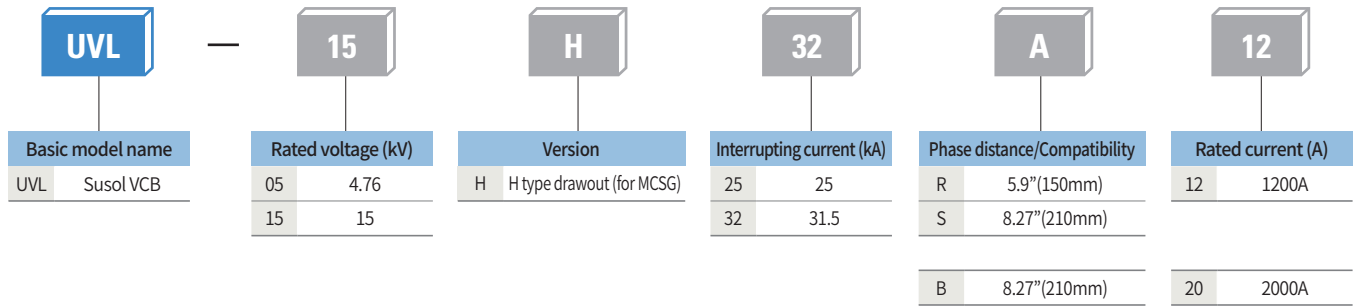 UVL — 15 H 32 A 12
Basic model name Rated voltage (kV) Version Interrupting current (kA) Phase distance/Compatibility Rated current (A)
UVL Susol VCB 05 4.76 H H type drawout (for MCSG) 25 25 R 5.9”(150mm) 12 1200A
15 15 32 31.5 S 8.27”(210mm)
B 8.27”(210mm) 20 2000A